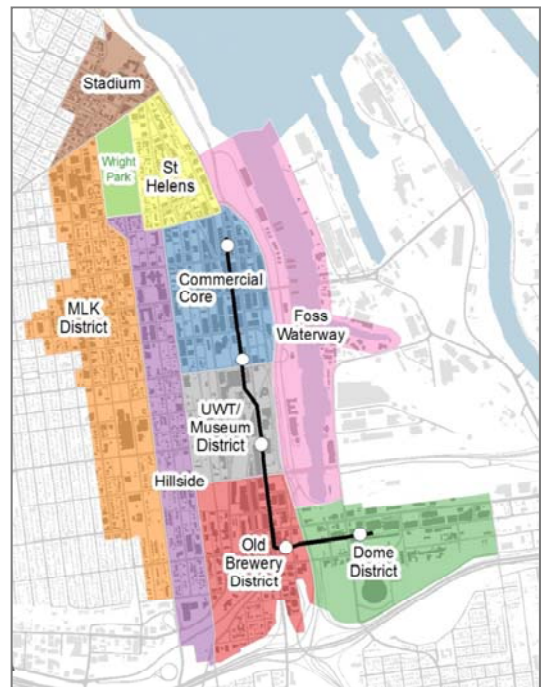 Stadium
Wright
Park
St
Helens
Commercial
Core
MLK
District
Foss
Waterway
UWT/
Museum
District
Hillside
Old
Brewery
District
Dome
District